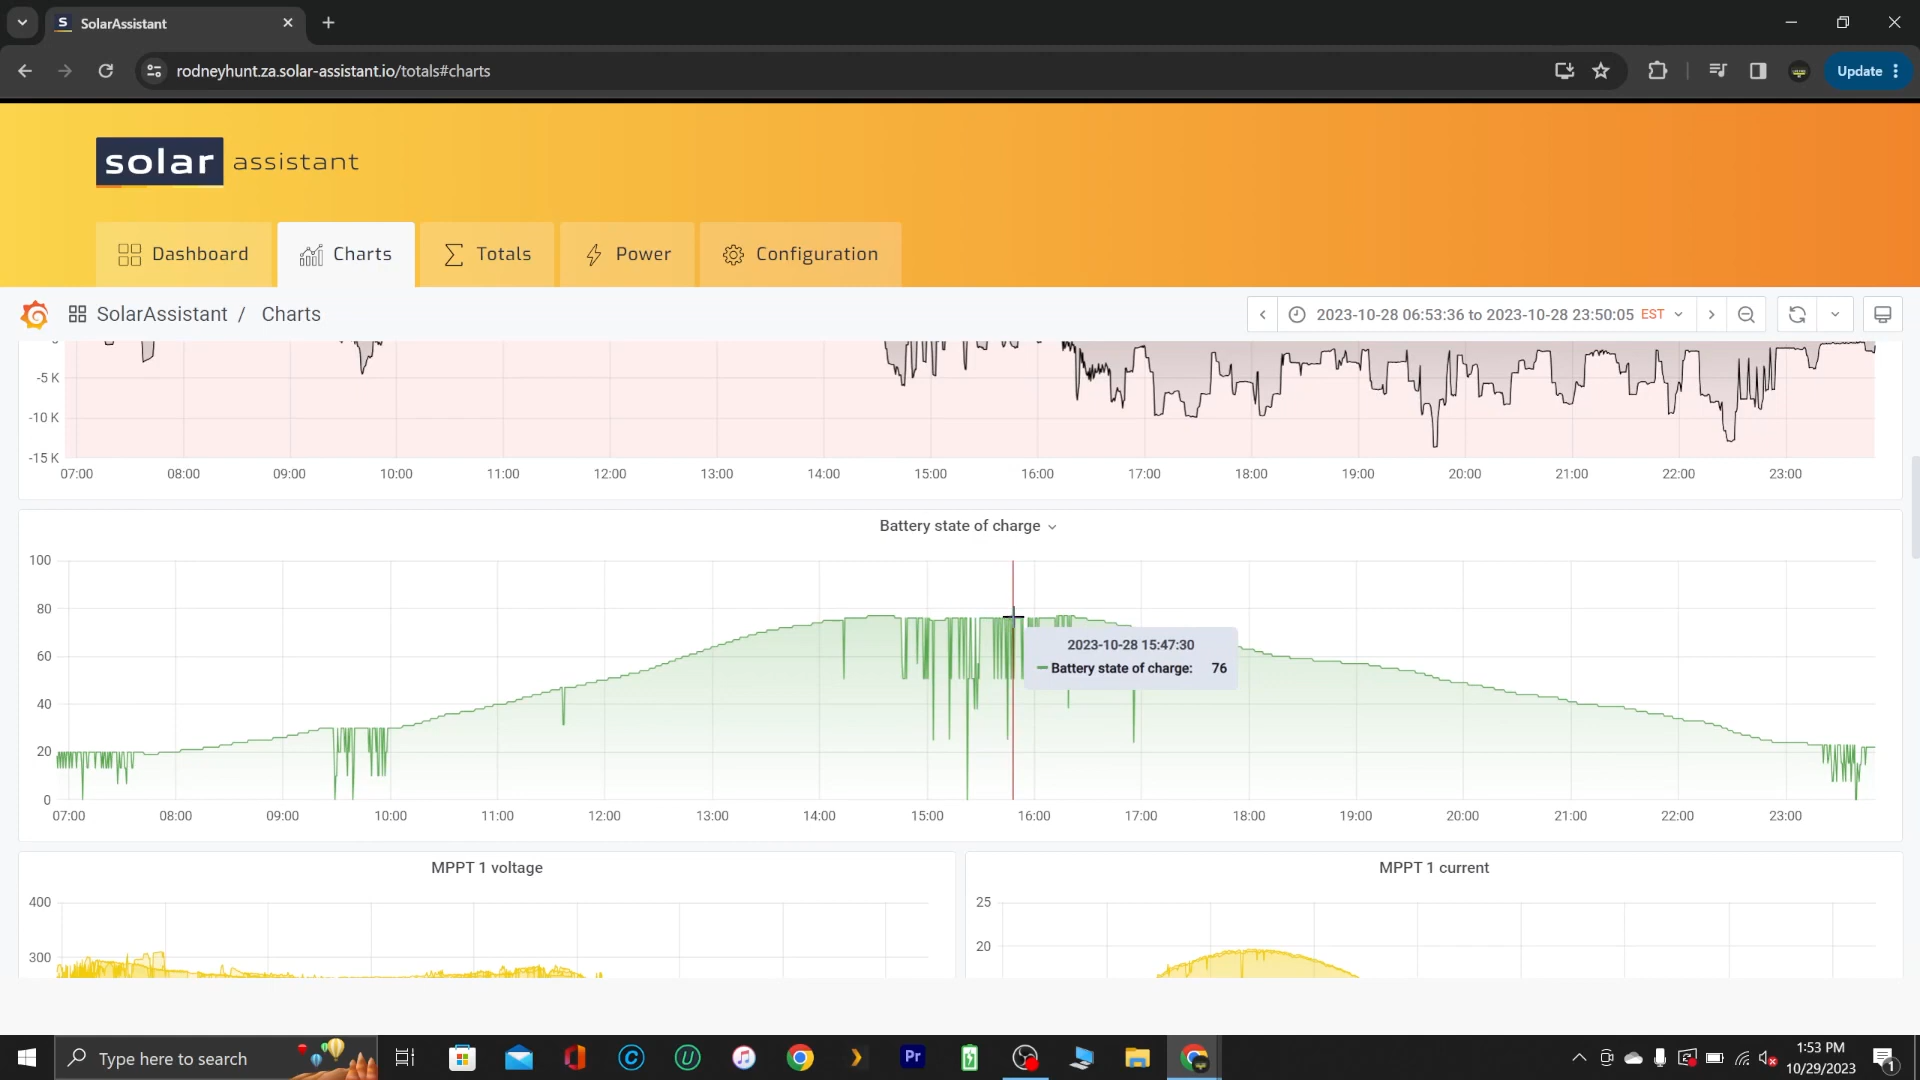 SolarAssistant
rodneyhunt.za.solar-assistant.io/totals#charts
Update
solar assistant
Dashboard
Charts
Totals
Power
Configuration
SolarAssistant / Charts
2023-10-28 06:53:36 to 2023-10-28 23:50:05 EST
-5 K
-10 K
-15 K
07:00 08:00 09:00 10:00 11:00 12:00 13:00 14:00 15:00 16:00 17:00 18:00 19:00 20:00 21:00 22:00 23:00
Battery state of charge
100
80
60
40
20
0
2023-10-28 15:47:30
Battery state of charge: 76
07:00 08:00 09:00 10:00 11:00 12:00 13:00 14:00 15:00 16:00 17:00 18:00 19:00 20:00 21:00 22:00 23:00
MPPT 1 voltage
400
300
MPPT 1 current
25
20
Type here to search
Pr
1:53 PM
10/29/2023
1